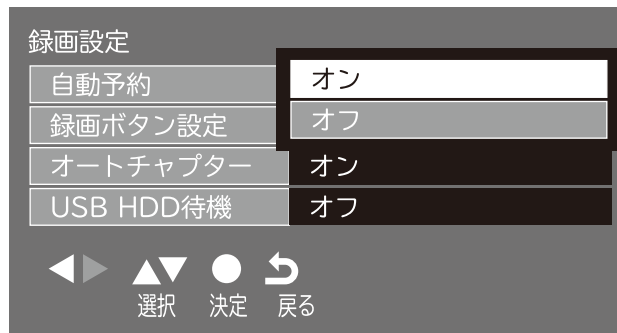 録画設定
自動予約 オン
録画ボタン設定 オフ
オートチャプター オン
USB HDD待機 オフ
選択 決定 戻る